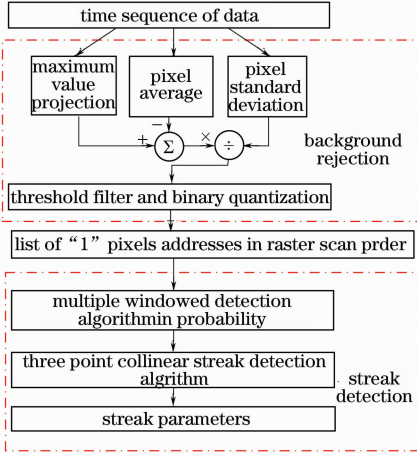 time sequence of data
maximum
value
projection
pixel
average
pixel
standard
deviation
−
+
Σ
×
÷
background
rejection
threshold filter and binary quantization
list of “1” pixels addresses in raster scan prder
multiple windowed detection
algorithmin probability
three point collinear streak detection
algrithm
streak
detection
streak parameters